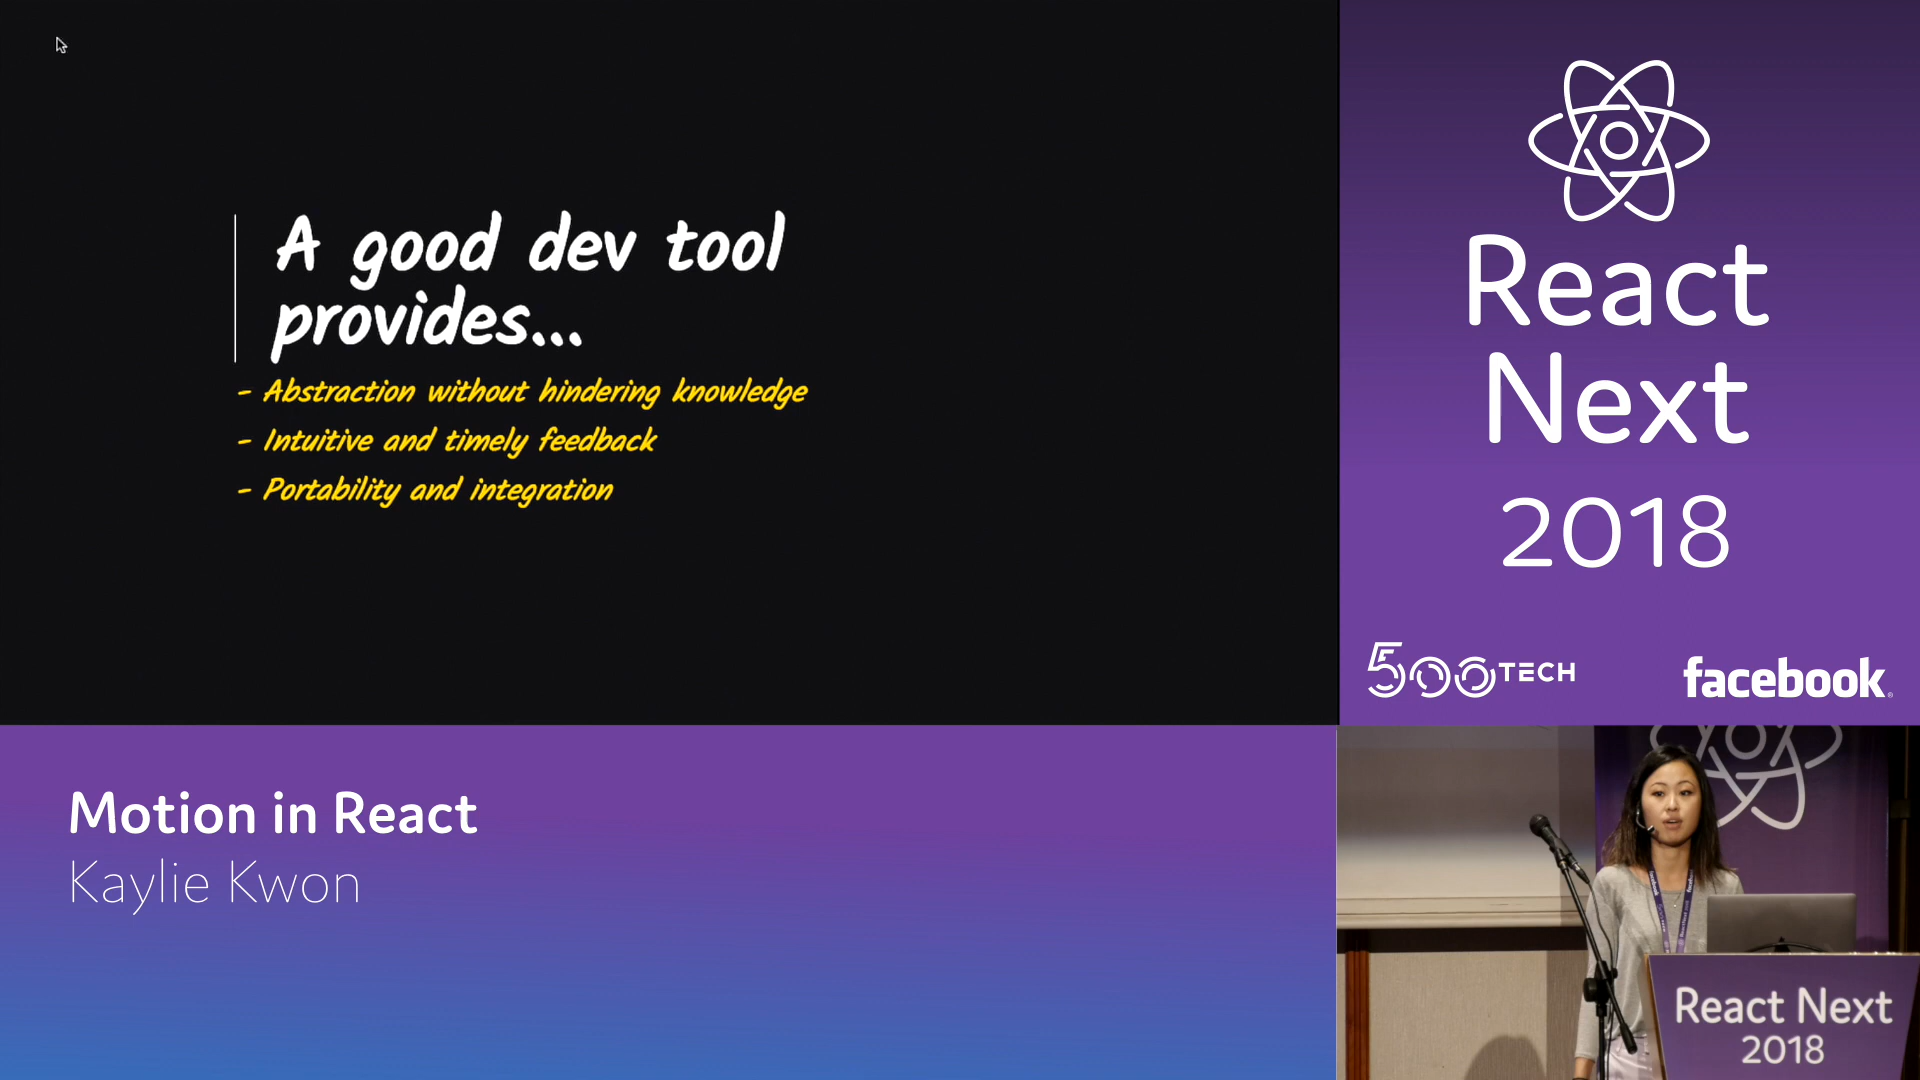 A good dev tool
provides...
- Abstraction without hindering knowledge
- Intuitive and timely feedback
- Portability and integration
React
Next
2018
500TECH
facebook
Motion in React
Kaylie Kwon
React Next
2018